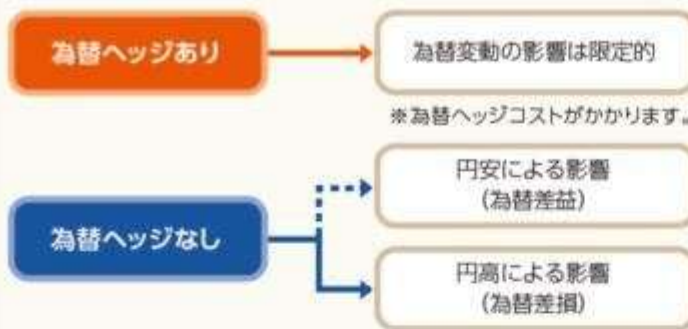 為替ヘッジあり
為替変動の影響は限定的
※為替ヘッジコストがかかります。
為替ヘッジなし
円安による影響
（為替差益）
円高による影響
（為替差損）